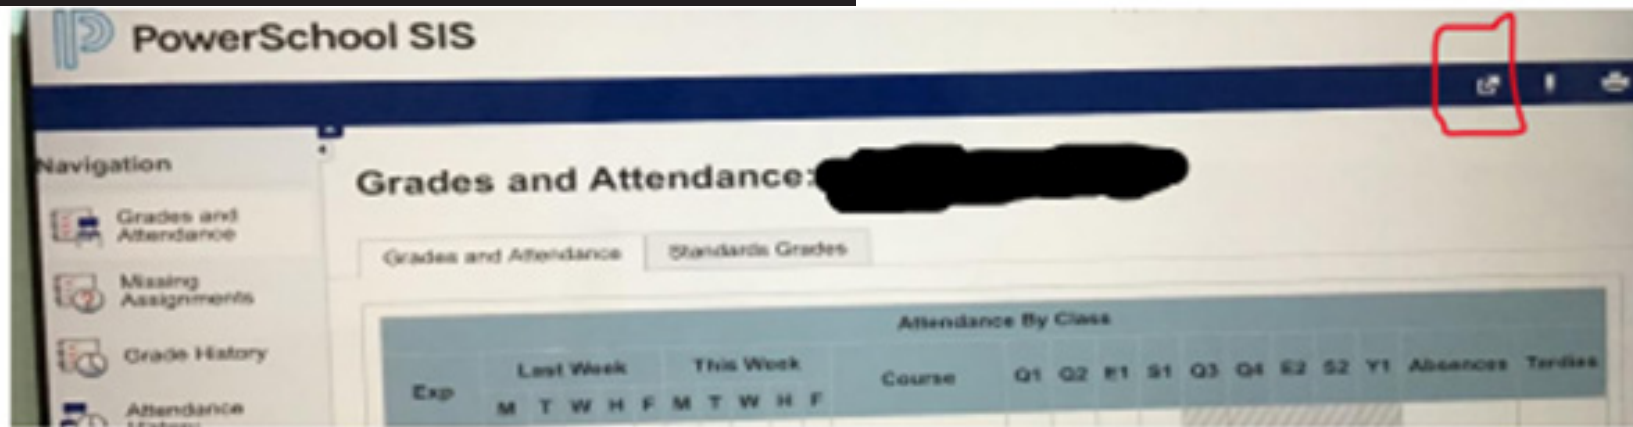 PowerSchool SIS
Navigation
Grades and
Attendance
Missing
Assignments
Grade History
Attendance
History
Grades and Attendance:
Grades and Attendance Standards Grades
Attendance By Class
Exp Last Week This Week Course Q1 Q2 E1 S1 Q3 Q4 E2 S2 Y1 Absences Tardies
M T W H F M T W H F